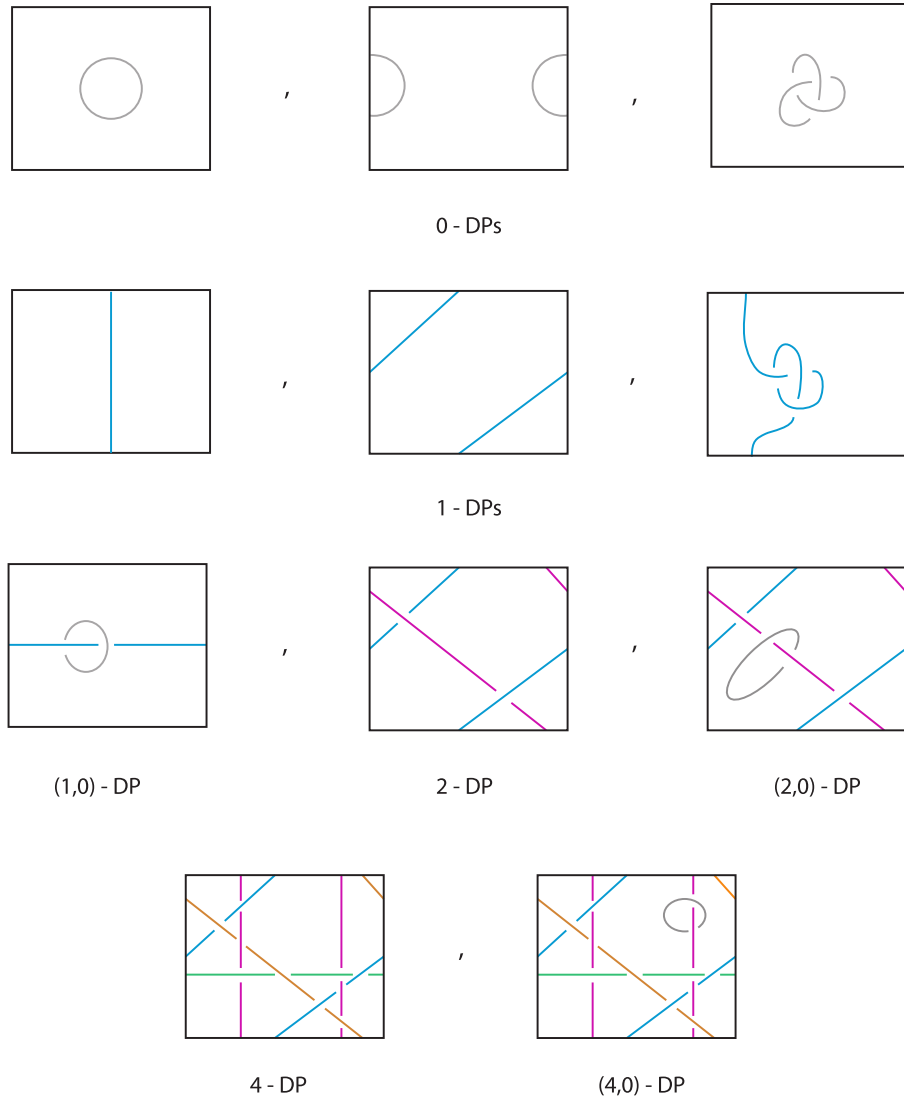 , ,
0 - DPs
, ,
1 - DPs
, ,
(1,0) - DP 2 - DP (2,0) - DP
,
4 - DP (4,0) - DP